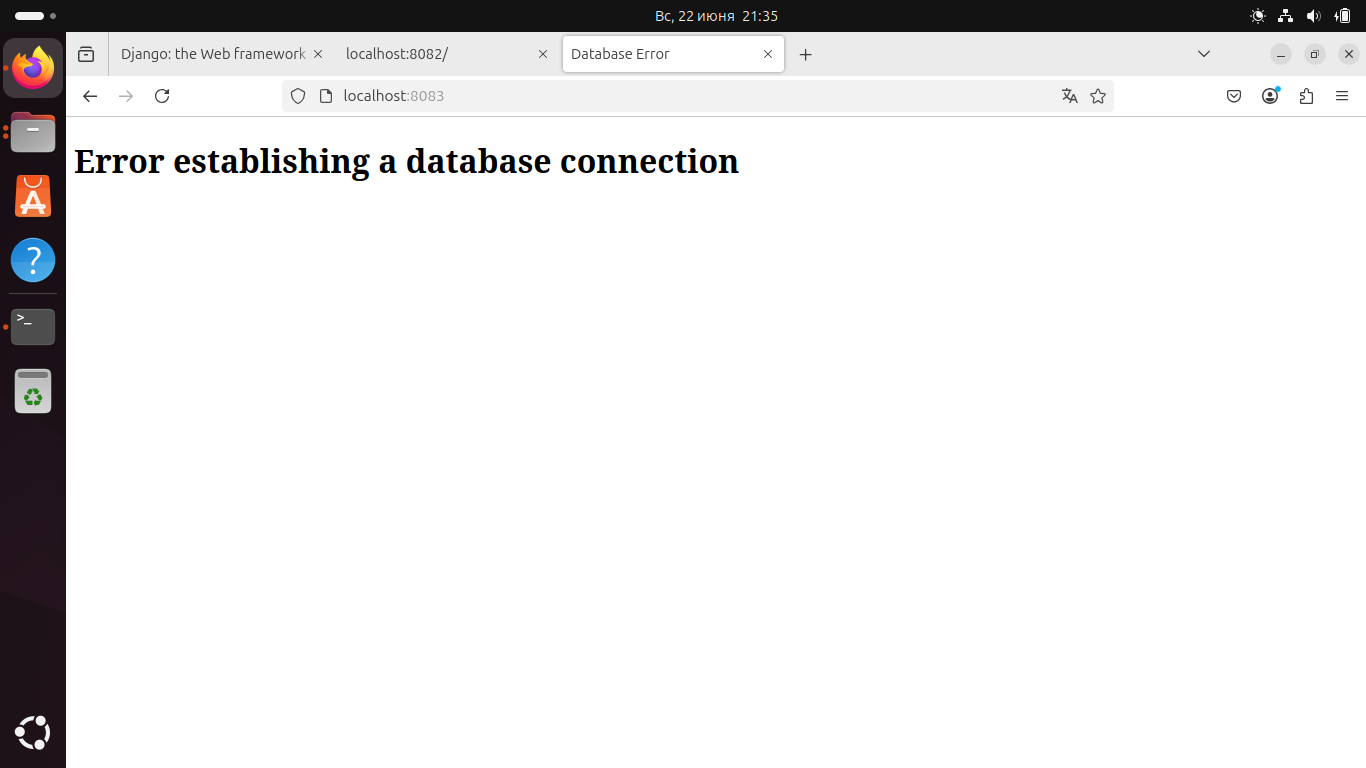 Вс, 22 июня 21:35
Django: the Web framework
localhost:8082/
Database Error
localhost:8083
Error establishing a database connection